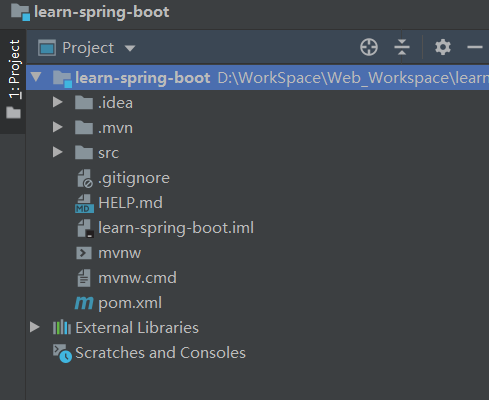 learn-spring-boot
1: Project
Project
learn-spring-boot D:\WorkSpace\Web_Workspace\learn
.idea
.mvn
src
.gitignore
HELP.md
learn-spring-boot.iml
mvnw
mvnw.cmd
pom.xml
External Libraries
Scratches and Consoles